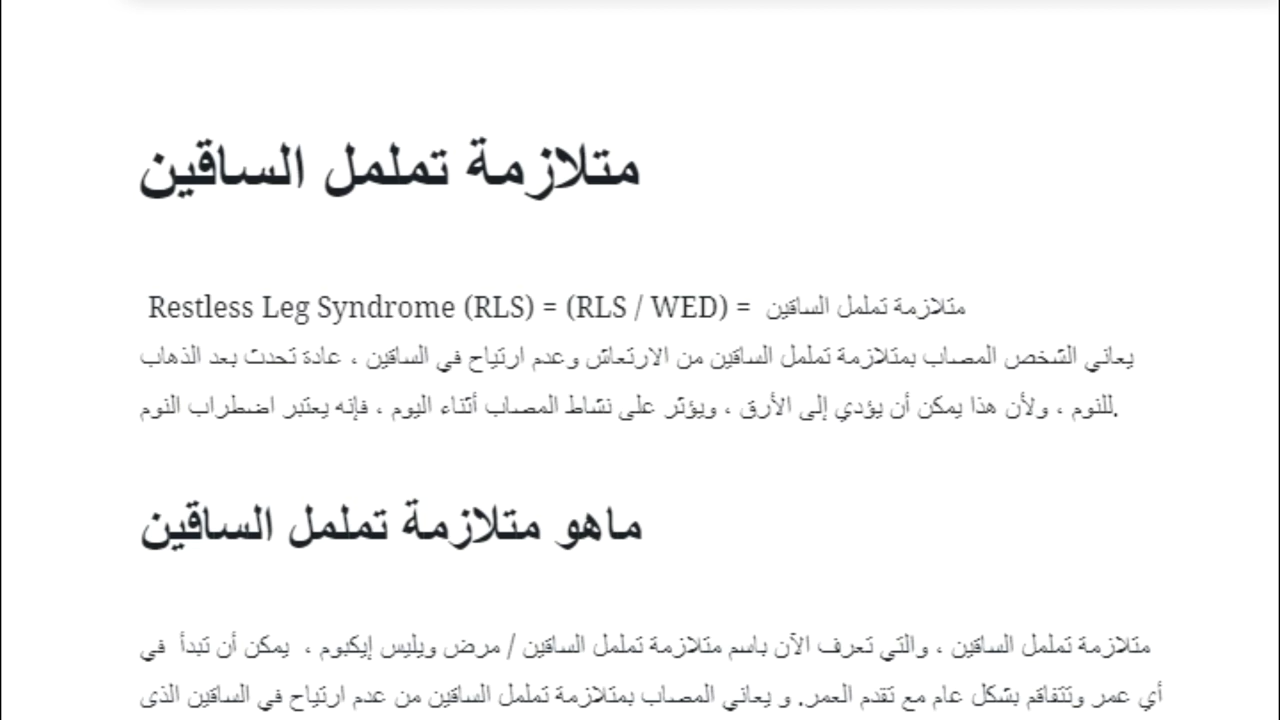 متلازمة تململ الساقين
Restless Leg Syndrome (RLS) = (RLS / WED) = متلازمة تململ الساقين
يعاني الشخص المصاب بمتلازمة تململ الساقين من الارتعاش وعدم ارتياح في الساقين ، عادة تحدث بعد الذهاب
للنوم ، ولأن هذا يمكن أن يؤدي إلى الأرق ، ويؤثر على نشاط المصاب أثناء اليوم ، فإنه يعتبر اضطراب النوم.
ماهو متلازمة تململ الساقين
متلازمة تململ الساقين ، والتي تعرف الآن باسم متلازمة تململ الساقين / مرض ويليس إيكبوم ، يمكن أن تبدأ في
أي عمر وتتفاقم بشكل عام مع تقدم العمر. و يعاني المصاب بمتلازمة تململ الساقين من عدم ارتياح في الساقين الذى